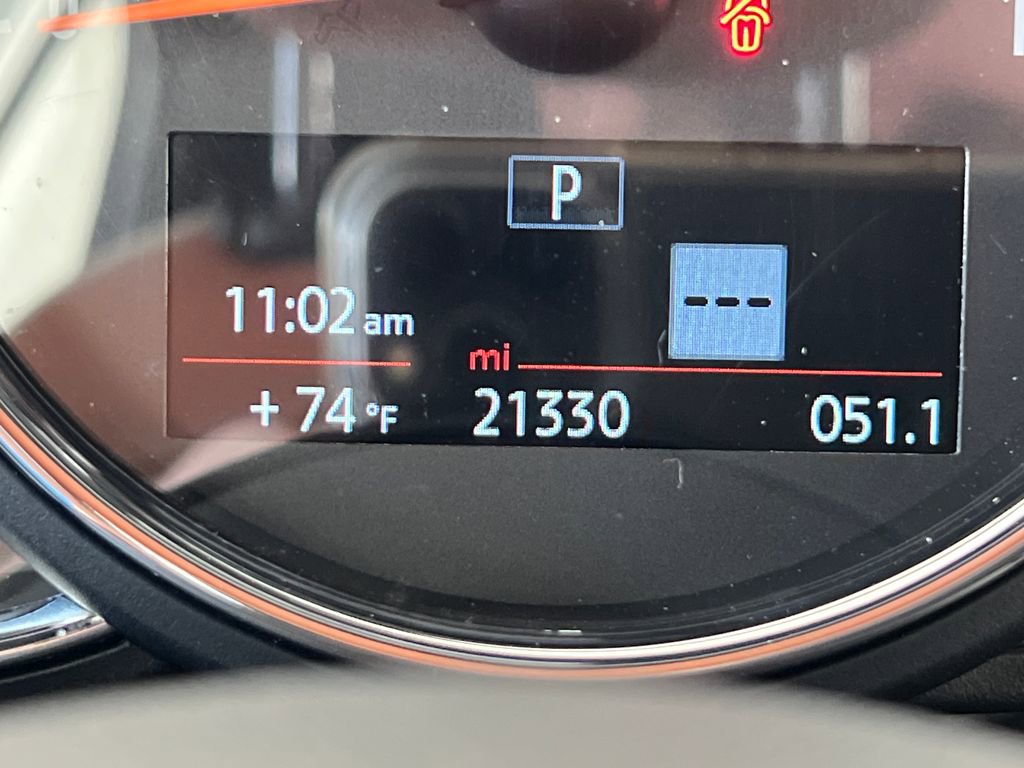 P
---
11:02 am
mi
+ 74 °F
21330
051.1